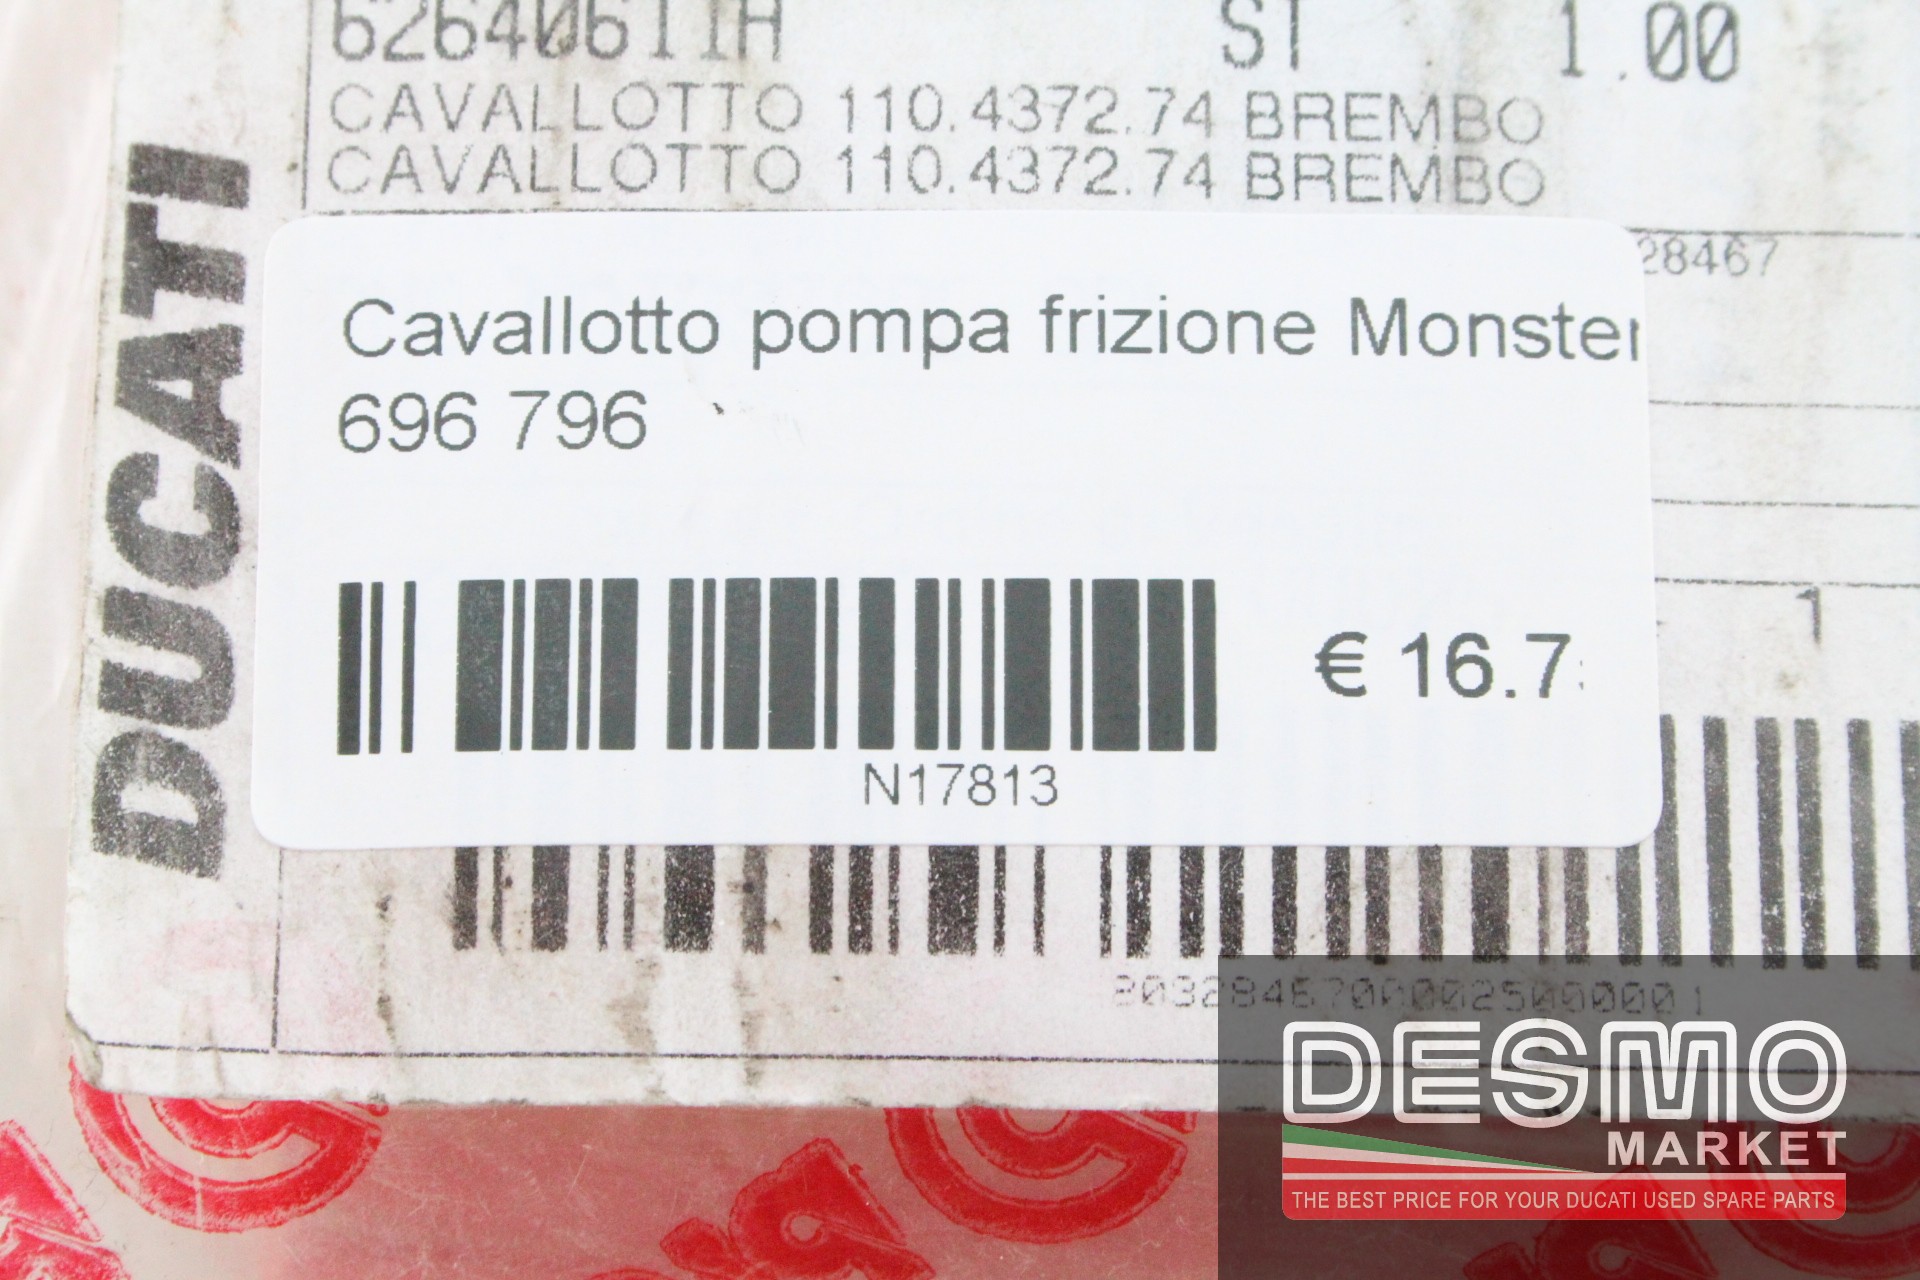 62640611A ST 1.00
CAVALLOTTO 110.4372.74 BREMBO
CAVALLOTTO 110.4372.74 BREMBO
28467
DUCATI
Cavallotto pompa frizione Monster
696 796
1
€ 16.7
N17813
DESMO
MARKET
THE BEST PRICE FOR YOUR DUCATI USED SPARE PARTS